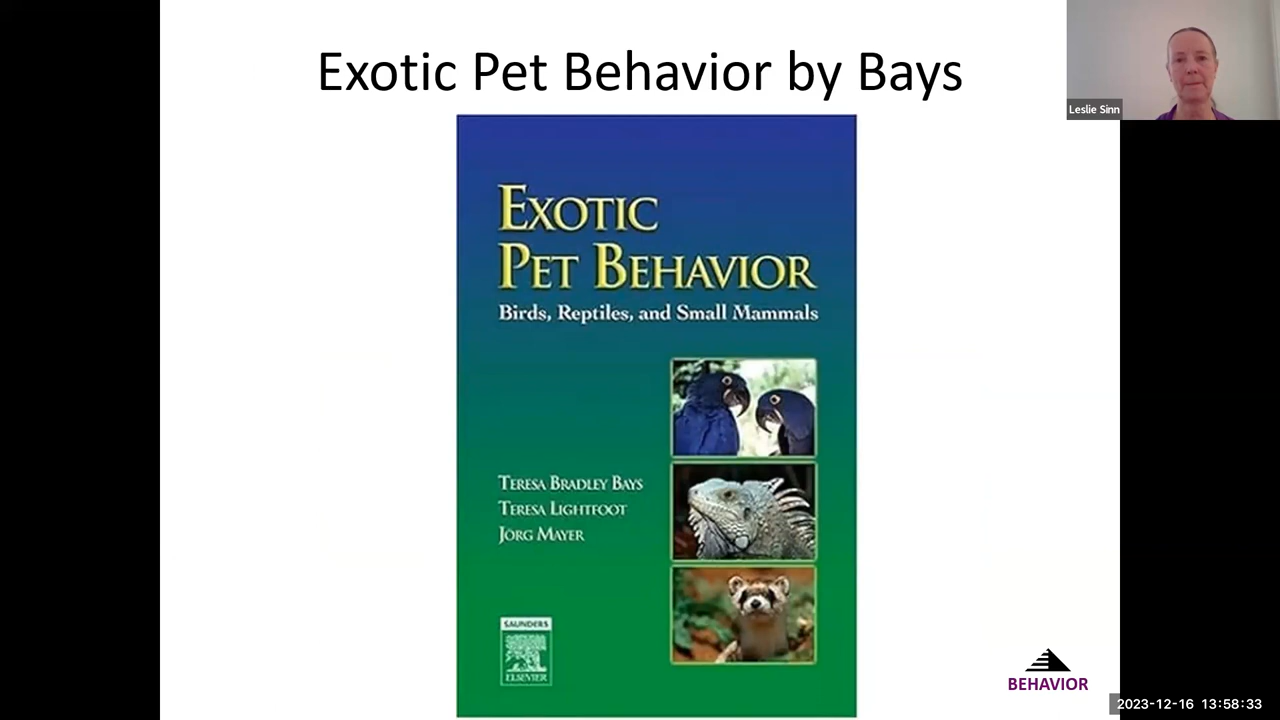 Exotic Pet Behavior by Bays
Leslie Sinn
EXOTIC
PET BEHAVIOR
Birds, Reptiles, and Small Mammals
TERESA BRADLEY BAYS
TERESA LIGHTFOOT
JÖRG MAYER
SAUNDERS
ELSEVIER
BEHAVIOR
2023-12-16 13:58:33